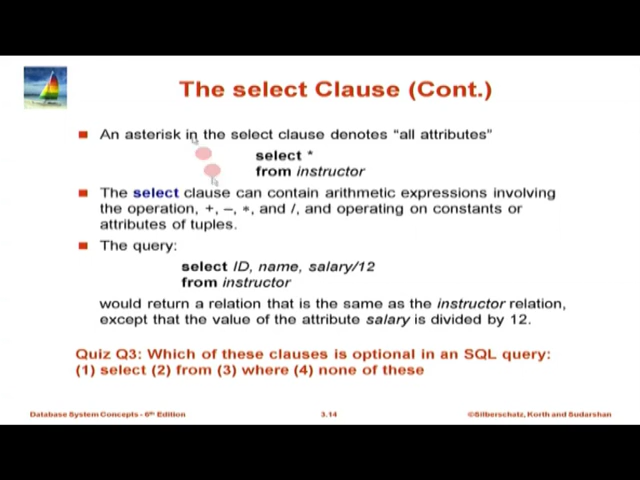 The select Clause (Cont.)
An asterisk in the select clause denotes “all attributes”
select *
from instructor
The select clause can contain arithmetic expressions involving
the operation, +, –, *, and /, and operating on constants or
attributes of tuples.
The query:
select ID, name, salary/12
from instructor
would return a relation that is the same as the instructor relation,
except that the value of the attribute salary is divided by 12.
Quiz Q3: Which of these clauses is optional in an SQL query:
(1) select (2) from (3) where (4) none of these
Database System Concepts - 6th Edition
3.14
©Silberschatz, Korth and Sudarshan